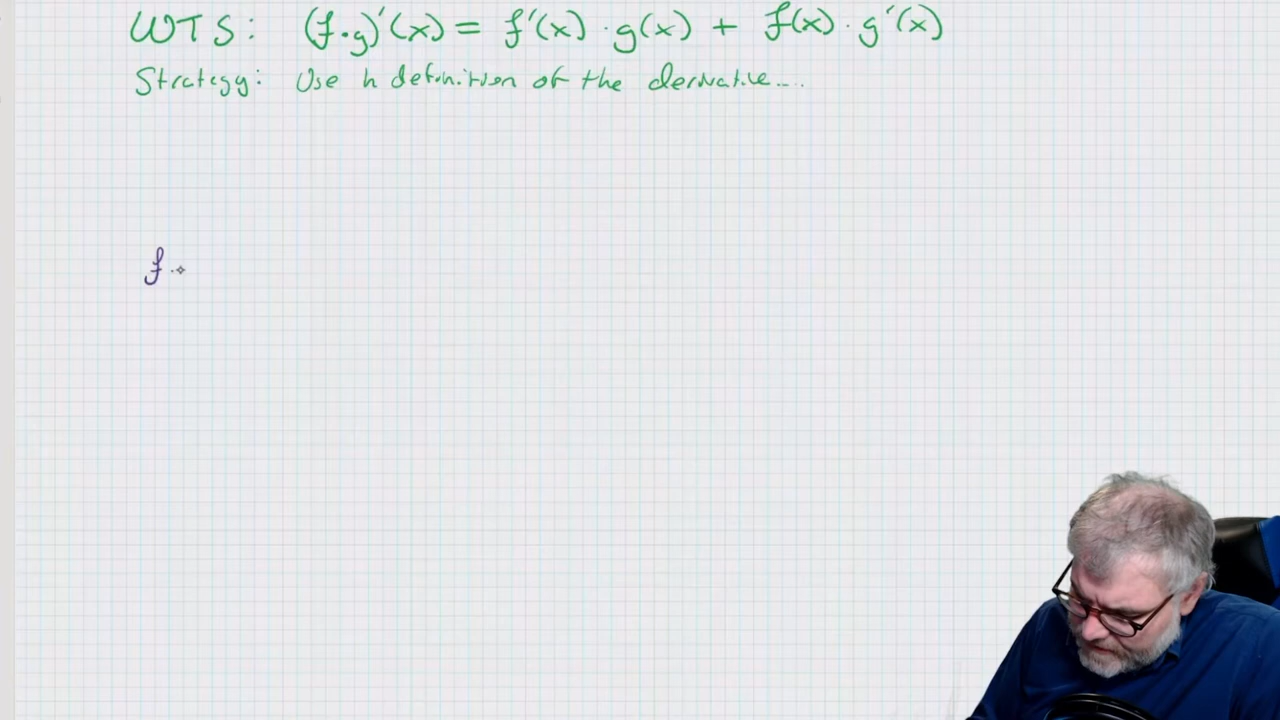 WTS: (f·g)'(x) = f'(x)·g(x) + f(x)·g'(x)
Strategy: Use h definition of the derivative....
f·